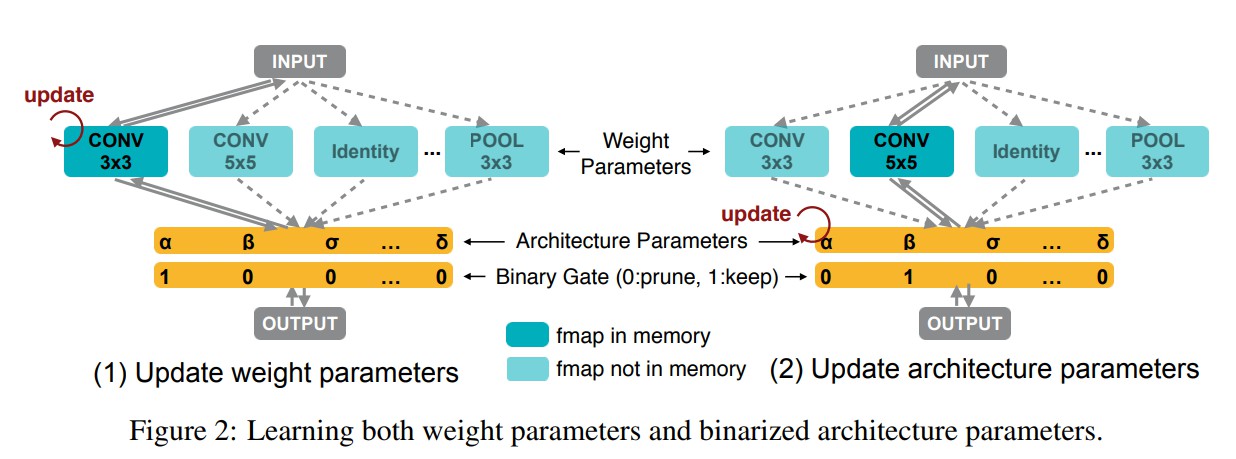 INPUT
update
CONV
3x3
CONV
5x5
Identity
...
POOL
3x3
α ß σ ... δ
1 0 0 ... 0
OUTPUT
(1) Update weight parameters
Weight
Parameters
Architecture Parameters
Binary Gate (0:prune, 1:keep)
fmap in memory
fmap not in memory
INPUT
CONV
3x3
CONV
5x5
Identity
...
POOL
3x3
update
α ß σ ... δ
0 1 0 ... 0
OUTPUT
(2) Update architecture parameters
Figure 2: Learning both weight parameters and binarized architecture parameters.